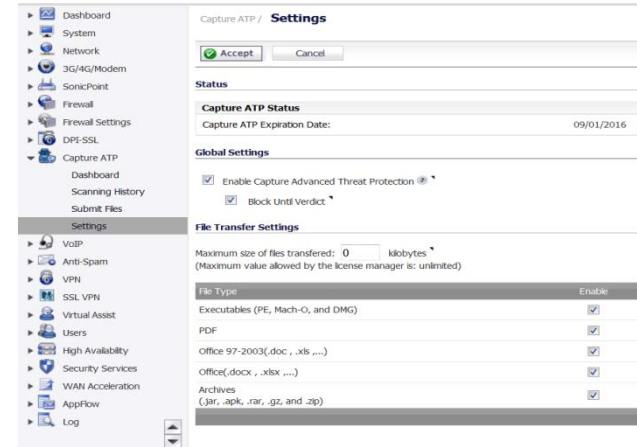 Dashboard
System
Network
3G/4G/Modem
SonicPoint
Firewall
Firewall Settings
DPI-SSL
Capture ATP
Dashboard
Scanning History
Submit Files
Settings
VoIP
Anti-Spam
VPN
SSL VPN
Virtual Assist
Users
High Availability
Security Services
WAN Acceleration
AppFlow
Log
Capture ATP / Settings
Accept Cancel
Status
Capture ATP Status
Capture ATP Expiration Date: 09/01/2016
Global Settings
Enable Capture Advanced Threat Protection
Block Until Verdict
File Transfer Settings
Maximum size of files transfered: 0 kilobytes
(Maximum value allowed by the license manager is: unlimited)
File Type Enable
Executables (PE, Mach-O, and DMG)
PDF
Office 97-2003(.doc , .xls ,...)
Office(.docx , .xlsx ,...)
Archives
(.jar, .apk, .rar, .gz, and .zip)